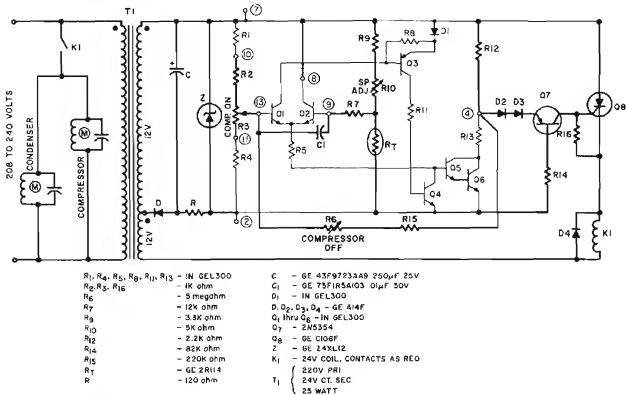 T1
7
K1
R1
10
R2
C
Z
COMP. ON
R3
11
R4
2
D
R
12V
12V
208 TO 240 VOLTS
CONDENSER
M
COMPRESSOR
M
8
13
Q1
Q2
9
C1
R5
R7
R9
SP
ADJ
R10
RT
R8
D1
Q3
R11
Q4
Q5
Q6
R6
COMPRESSOR
OFF
R15
R12
4
R13
D2
D3
Q7
R16
R14
Q8
D4
K1
R1, R4, R5, R8, R11, R13 - IN GEL300
R2, R3, R16 - 1K ohm
R6 - 5 megohm
R7 - 12K ohm
R9 - 3.3K ohm
R10 - 5K ohm
R12 - 2.2K ohm
R14 - 82K ohm
R15 - 220K ohm
RT - GE 2R114
R - 120 ohm
C - GE 43F9723AA9 250μF 25V
C1 - GE 75F1R5A103 .01μF 50V
D1 - IN GEL300
D, D2, D3, D4 - GE A14F
Q1 thru Q6 - IN GEL300
Q7 - 2N5354
Q8 - GE C106F
Z - GE Z4XL12
K1 - 24V COIL, CONTACTS AS REQ
T1 { 220V PRI
24V CT. SEC.
25 WATT